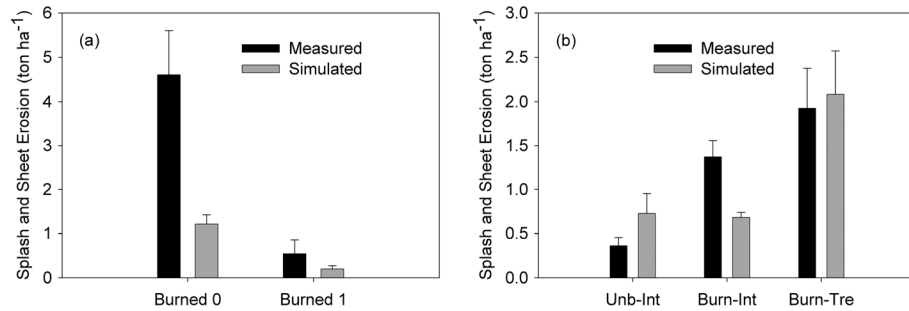 Splash and Sheet Erosion (ton ha⁻¹)
6
5
4
3
2
1
0
(a)
Measured
Simulated
Burned 0
Burned 1
Splash and Sheet Erosion (ton ha⁻¹)
3.0
2.5
2.0
1.5
1.0
0.5
0.0
(b)
Measured
Simulated
Unb-Int
Burn-Int
Burn-Tre